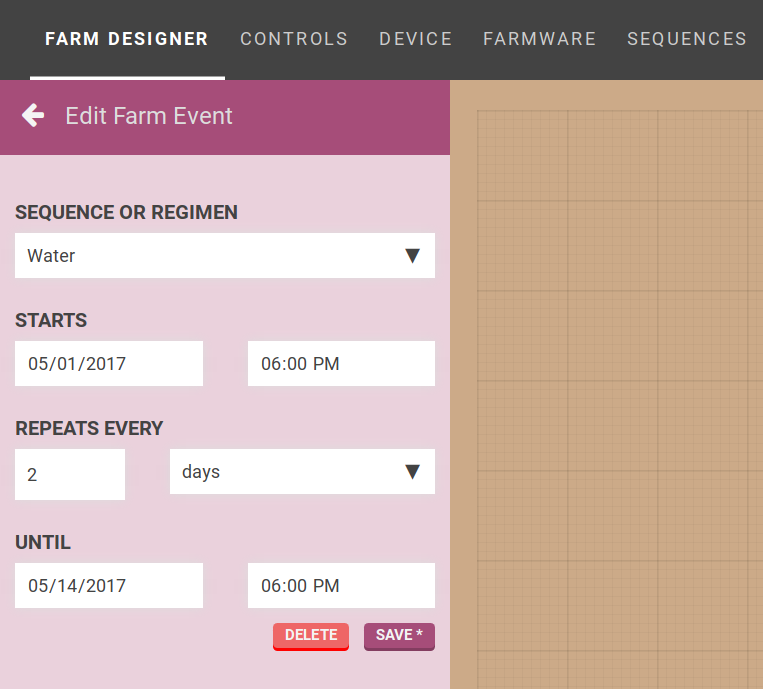 FARM DESIGNER CONTROLS DEVICE FARMWARE SEQUENCES
Edit Farm Event
SEQUENCE OR REGIMEN
Water
STARTS
05/01/2017 06:00 PM
REPEATS EVERY
2 days
UNTIL
05/14/2017 06:00 PM
DELETE SAVE *